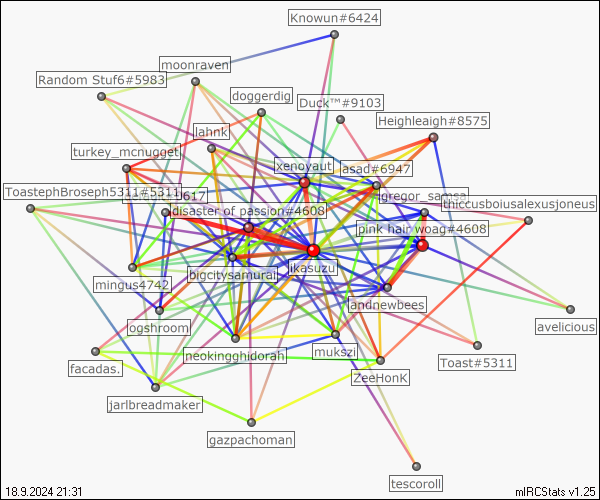 Knowun#6424
moonraven
Random Stuf6#5983
doggerdig
Duck™#9103
Heighleaigh#8575
lahnk
turkey_mcnugget
xenoyaut
asad#6947
ToastephBroseph5311#5311
617
gregor_samsa
thiccusboiusalexusjoneus
disaster of passion#4608
pink hair woag#4608
bigcitysamurai
ikasuzu
mingus4742
landnewbees
ogshroom
avelicious
neokingghidorah
mukszi
Toast#5311
facadas.
ZeeHonK
jarlbreadmaker
gazpachoman
tescoroll
18.9.2024 21:31
mIRCStats v1.25